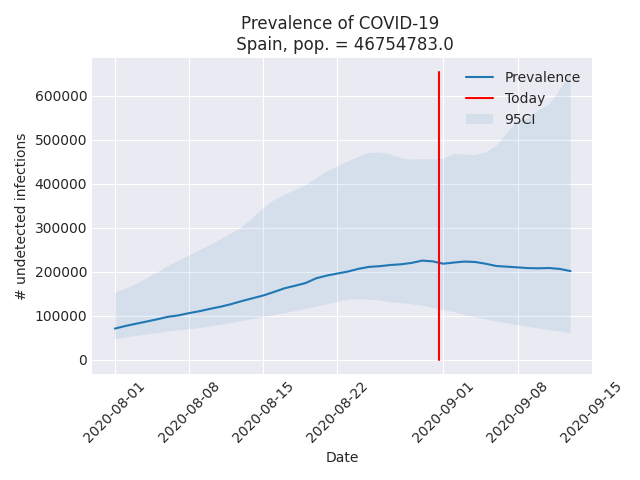 Prevalence of COVID-19
Spain, pop. = 46754783.0
Prevalence
Today
95CI
600000
500000
400000
300000
200000
100000
0
# undetected infections
2020-08-01
2020-08-08
2020-08-15
2020-08-22
2020-09-01
2020-09-08
2020-09-15
Date